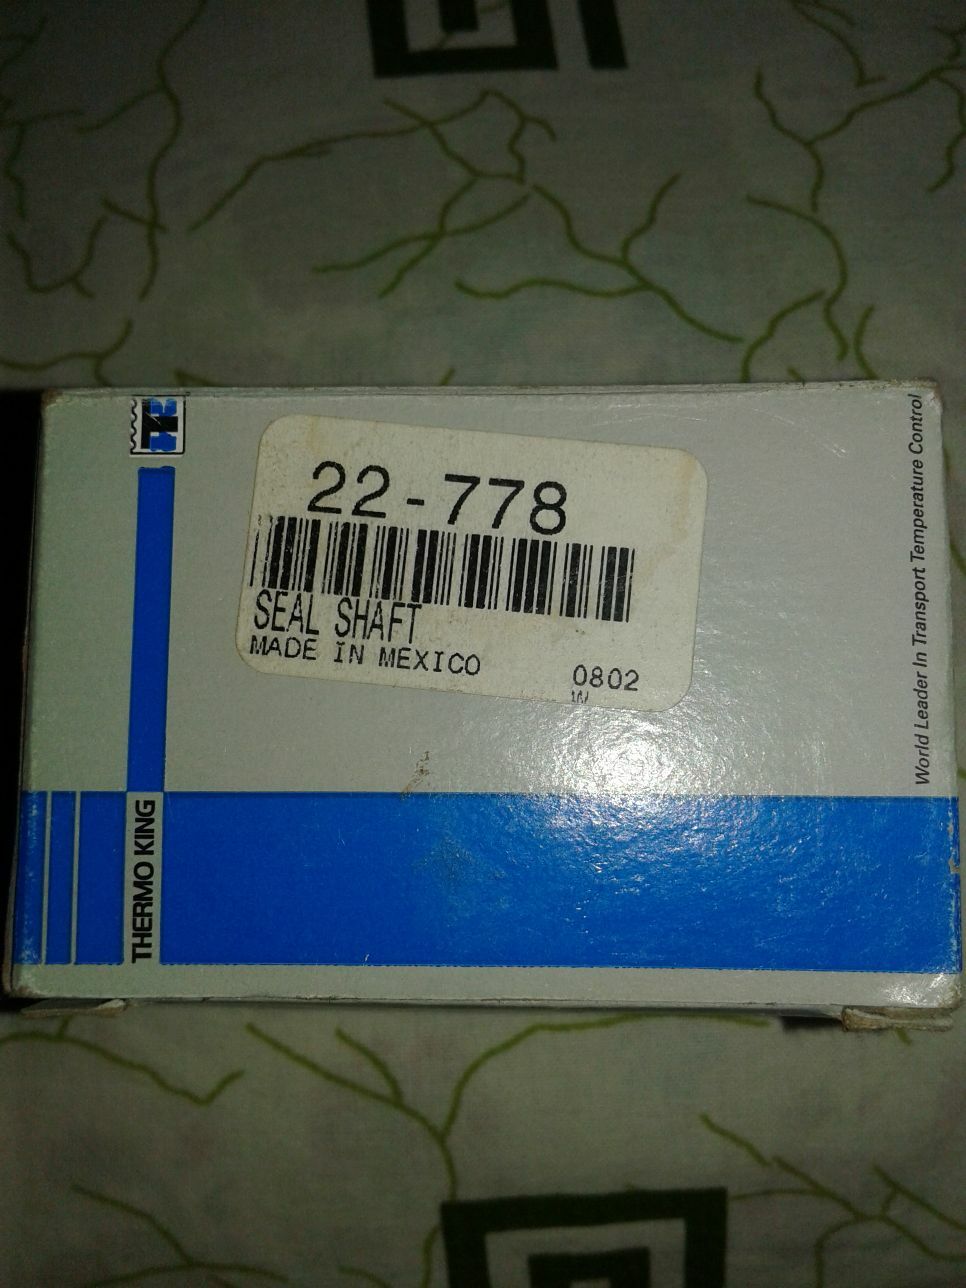 22-778
SEAL SHAFT
MADE IN MEXICO
0802
THERMO KING
World Leader In Transport Temperature Control